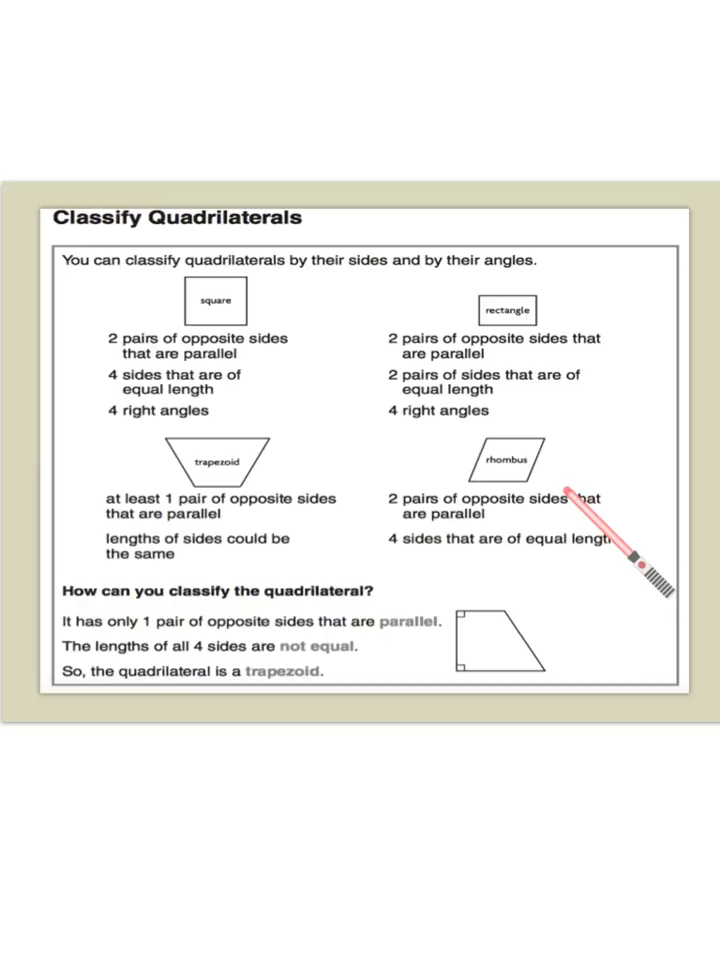 Classify Quadrilaterals
You can classify quadrilaterals by their sides and by their angles.
square
rectangle
2 pairs of opposite sides
that are parallel
4 sides that are of
equal length
4 right angles
2 pairs of opposite sides that
are parallel
2 pairs of sides that are of
equal length
4 right angles
trapezoid
rhombus
at least 1 pair of opposite sides
that are parallel
lengths of sides could be
the same
2 pairs of opposite sides that
are parallel
4 sides that are of equal length
How can you classify the quadrilateral?
It has only 1 pair of opposite sides that are parallel.
The lengths of all 4 sides are not equal.
So, the quadrilateral is a trapezoid.